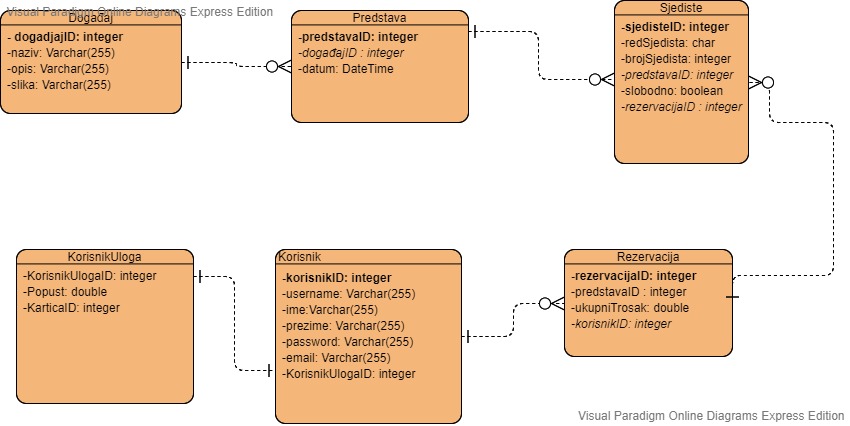 Visual Paradigm Online Diagrams Express Edition
Događaj
- dogadjajID: integer
-naziv: Varchar(255)
-opis: Varchar(255)
-slika: Varchar(255)
Predstava
-predstavaID: integer
-događajID : integer
-datum: DateTime
Sjediste
-sjedisteID: integer
-redSjedista: char
-brojSjedista: integer
-predstavaID: integer
-slobodno: boolean
-rezervacijaID : integer
KorisnikUloga
-KorisnikUlogaID: integer
-Popust: double
-KarticaID: integer
Korisnik
-korisnikID: integer
-username: Varchar(255)
-ime:Varchar(255)
-prezime: Varchar(255)
-password: Varchar(255)
-email: Varchar(255)
-KorisnikUlogaID: integer
Rezervacija
-rezervacijaID: integer
-predstavaID : integer
-ukupniTrosak: double
-korisnikID: integer
Visual Paradigm Online Diagrams Express Edition